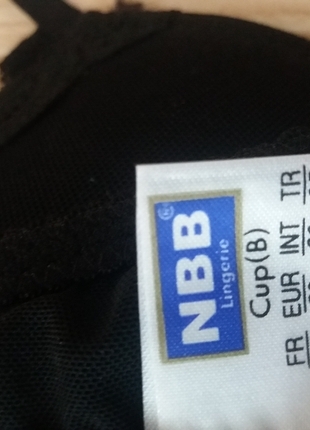 NBB®
Lingerie
Cup(B)
FR EUR INT TR